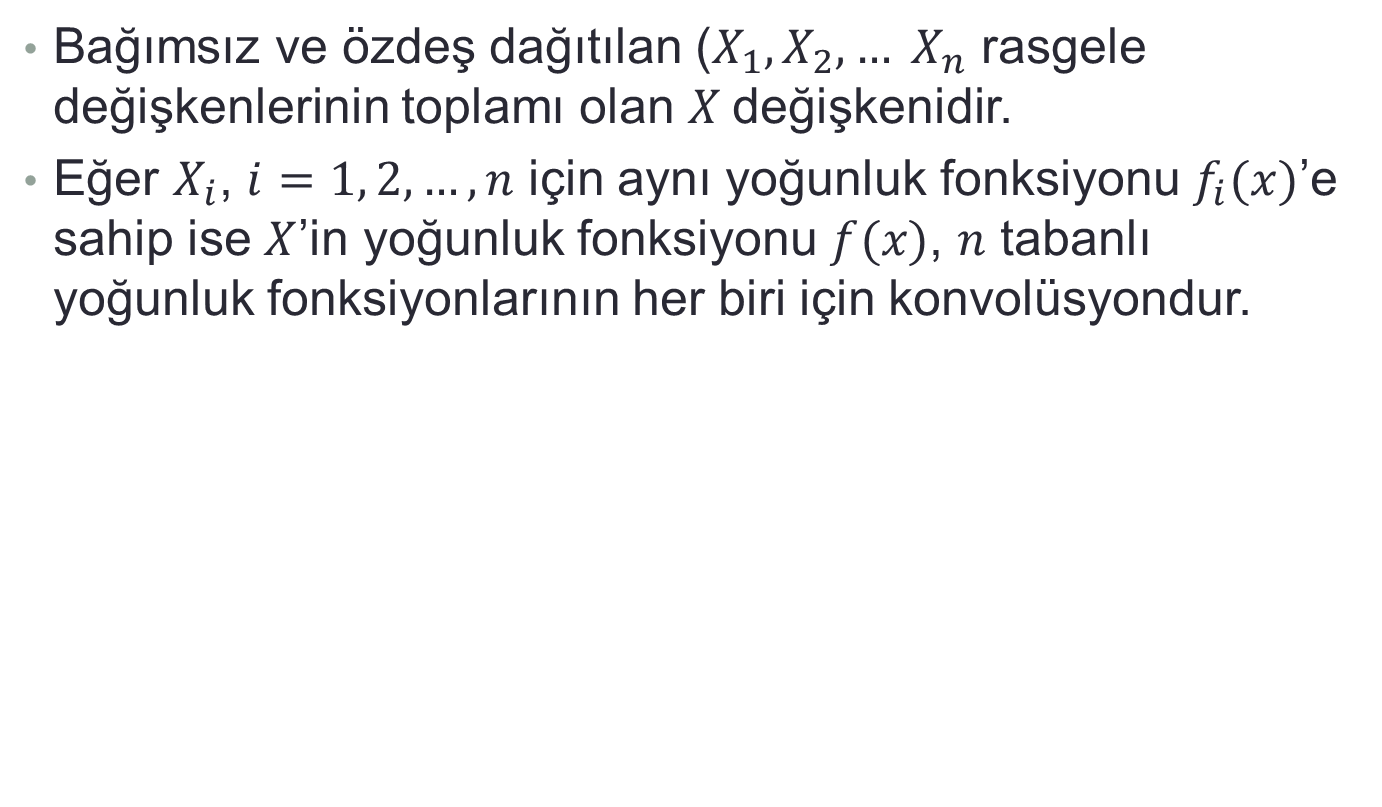 • Bağımsız ve özdeş dağıtılan (𝑋₁, 𝑋₂, … 𝑋ₙ rasgele
değişkenlerinin toplamı olan 𝑋 değişkenidir.
• Eğer 𝑋ᵢ, 𝑖 = 1, 2, … , 𝑛 için aynı yoğunluk fonksiyonu 𝑓ᵢ(𝑥)’e
sahip ise 𝑋’in yoğunluk fonksiyonu 𝑓(𝑥), 𝑛 tabanlı
yoğunluk fonksiyonlarının her biri için konvolüsyondur.